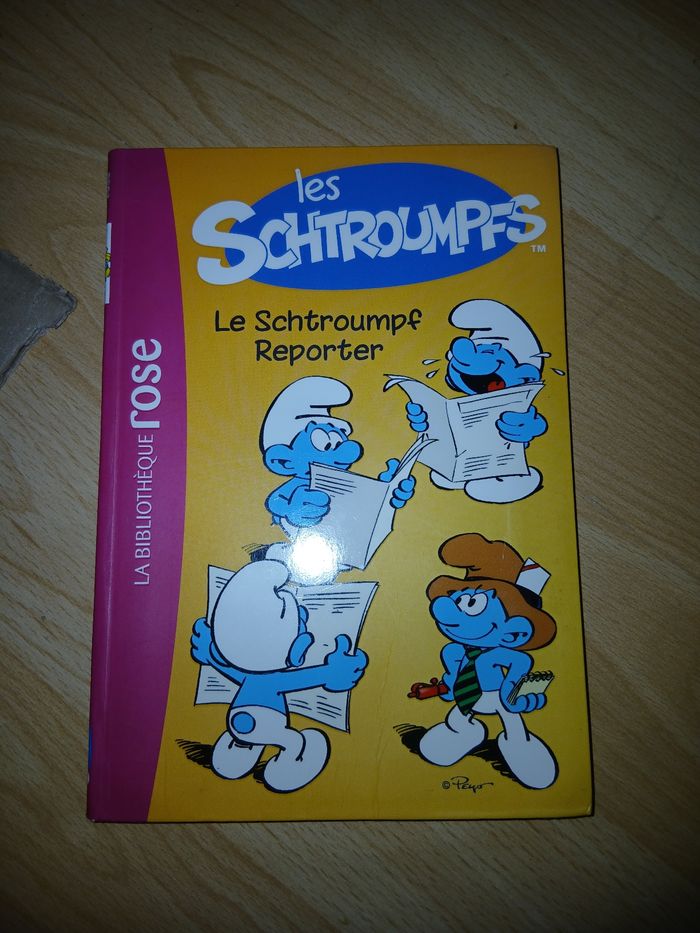 les
SCHTROUMPFS
TM
Le Schtroumpf
Reporter
LA BIBLIOTHÈQUE rose
© Peyo